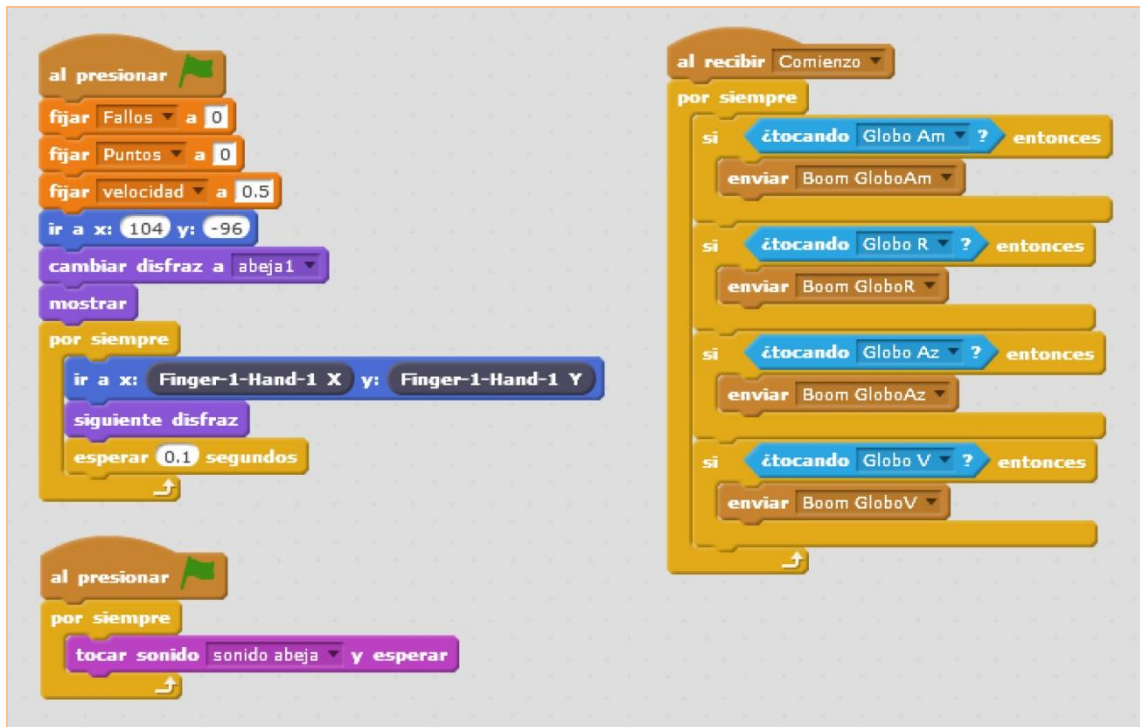 al presionar
fijar Fallos a 0
fijar Puntos a 0
fijar velocidad a 0.5
ir a x: 104 y: -96
cambiar disfraz a abeja1
mostrar
por siempre
ir a x: Finger-1-Hand-1 X y: Finger-1-Hand-1 Y
siguiente disfraz
esperar 0.1 segundos
al presionar
por siempre
tocar sonido sonido abeja y esperar
al recibir Comienzo
por siempre
si ¿tocando Globo Am ? entonces
enviar Boom GloboAm
si ¿tocando Globo R ? entonces
enviar Boom GloboR
si ¿tocando Globo Az ? entonces
enviar Boom GloboAz
si ¿tocando Globo V ? entonces
enviar Boom GloboV